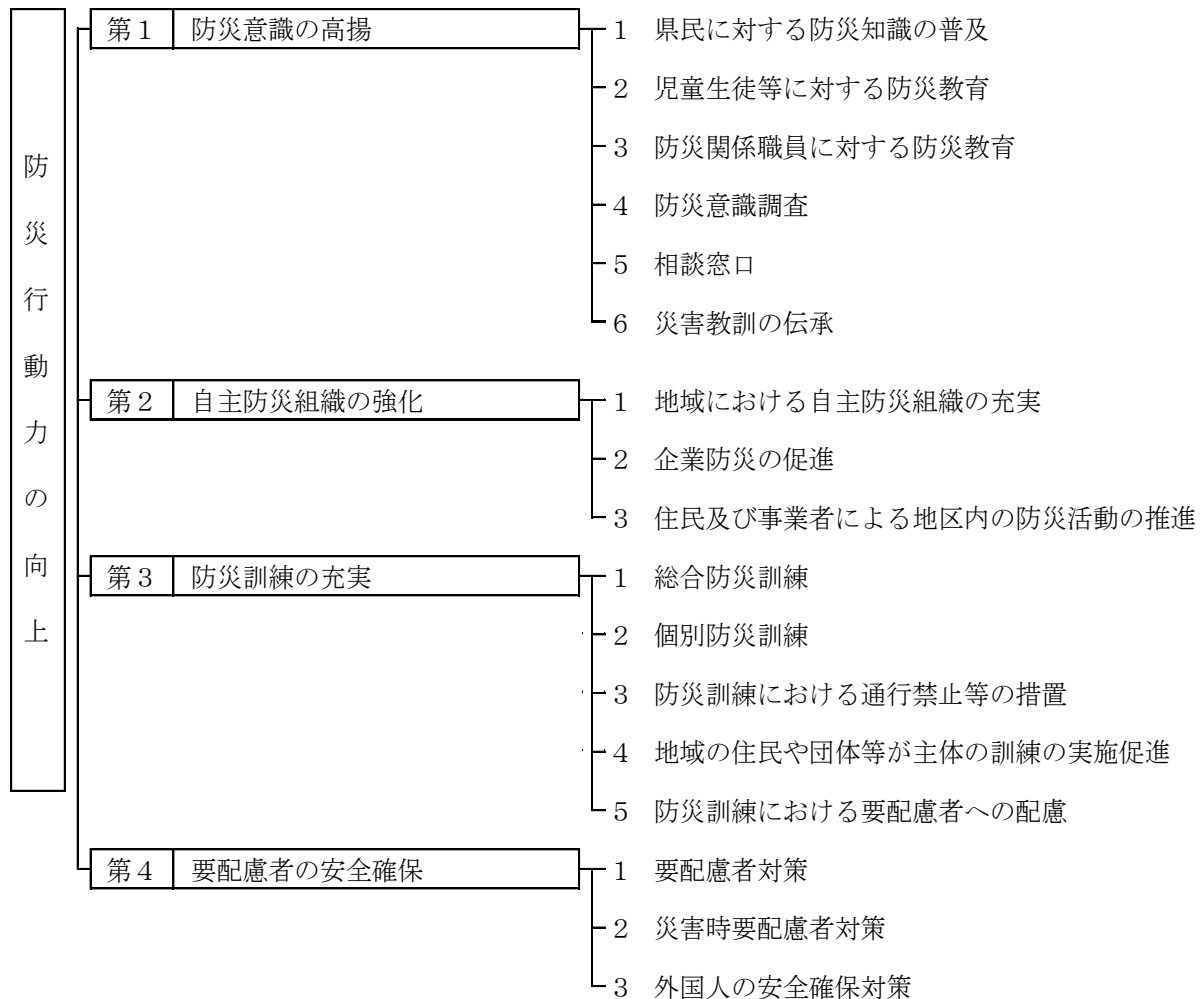 防災行動力の向上
第１ 防災意識の高揚
１ 県民に対する防災知識の普及
２ 児童生徒等に対する防災教育
３ 防災関係職員に対する防災教育
４ 防災意識調査
５ 相談窓口
６ 災害教訓の伝承
第２ 自主防災組織の強化
１ 地域における自主防災組織の充実
２ 企業防災の促進
３ 住民及び事業者による地区内の防災活動の推進
第３ 防災訓練の充実
１ 総合防災訓練
２ 個別防災訓練
３ 防災訓練における通行禁止等の措置
４ 地域の住民や団体等が主体の訓練の実施促進
５ 防災訓練における要配慮者への配慮
第４ 要配慮者の安全確保
１ 要配慮者対策
２ 災害時要配慮者対策
３ 外国人の安全確保対策